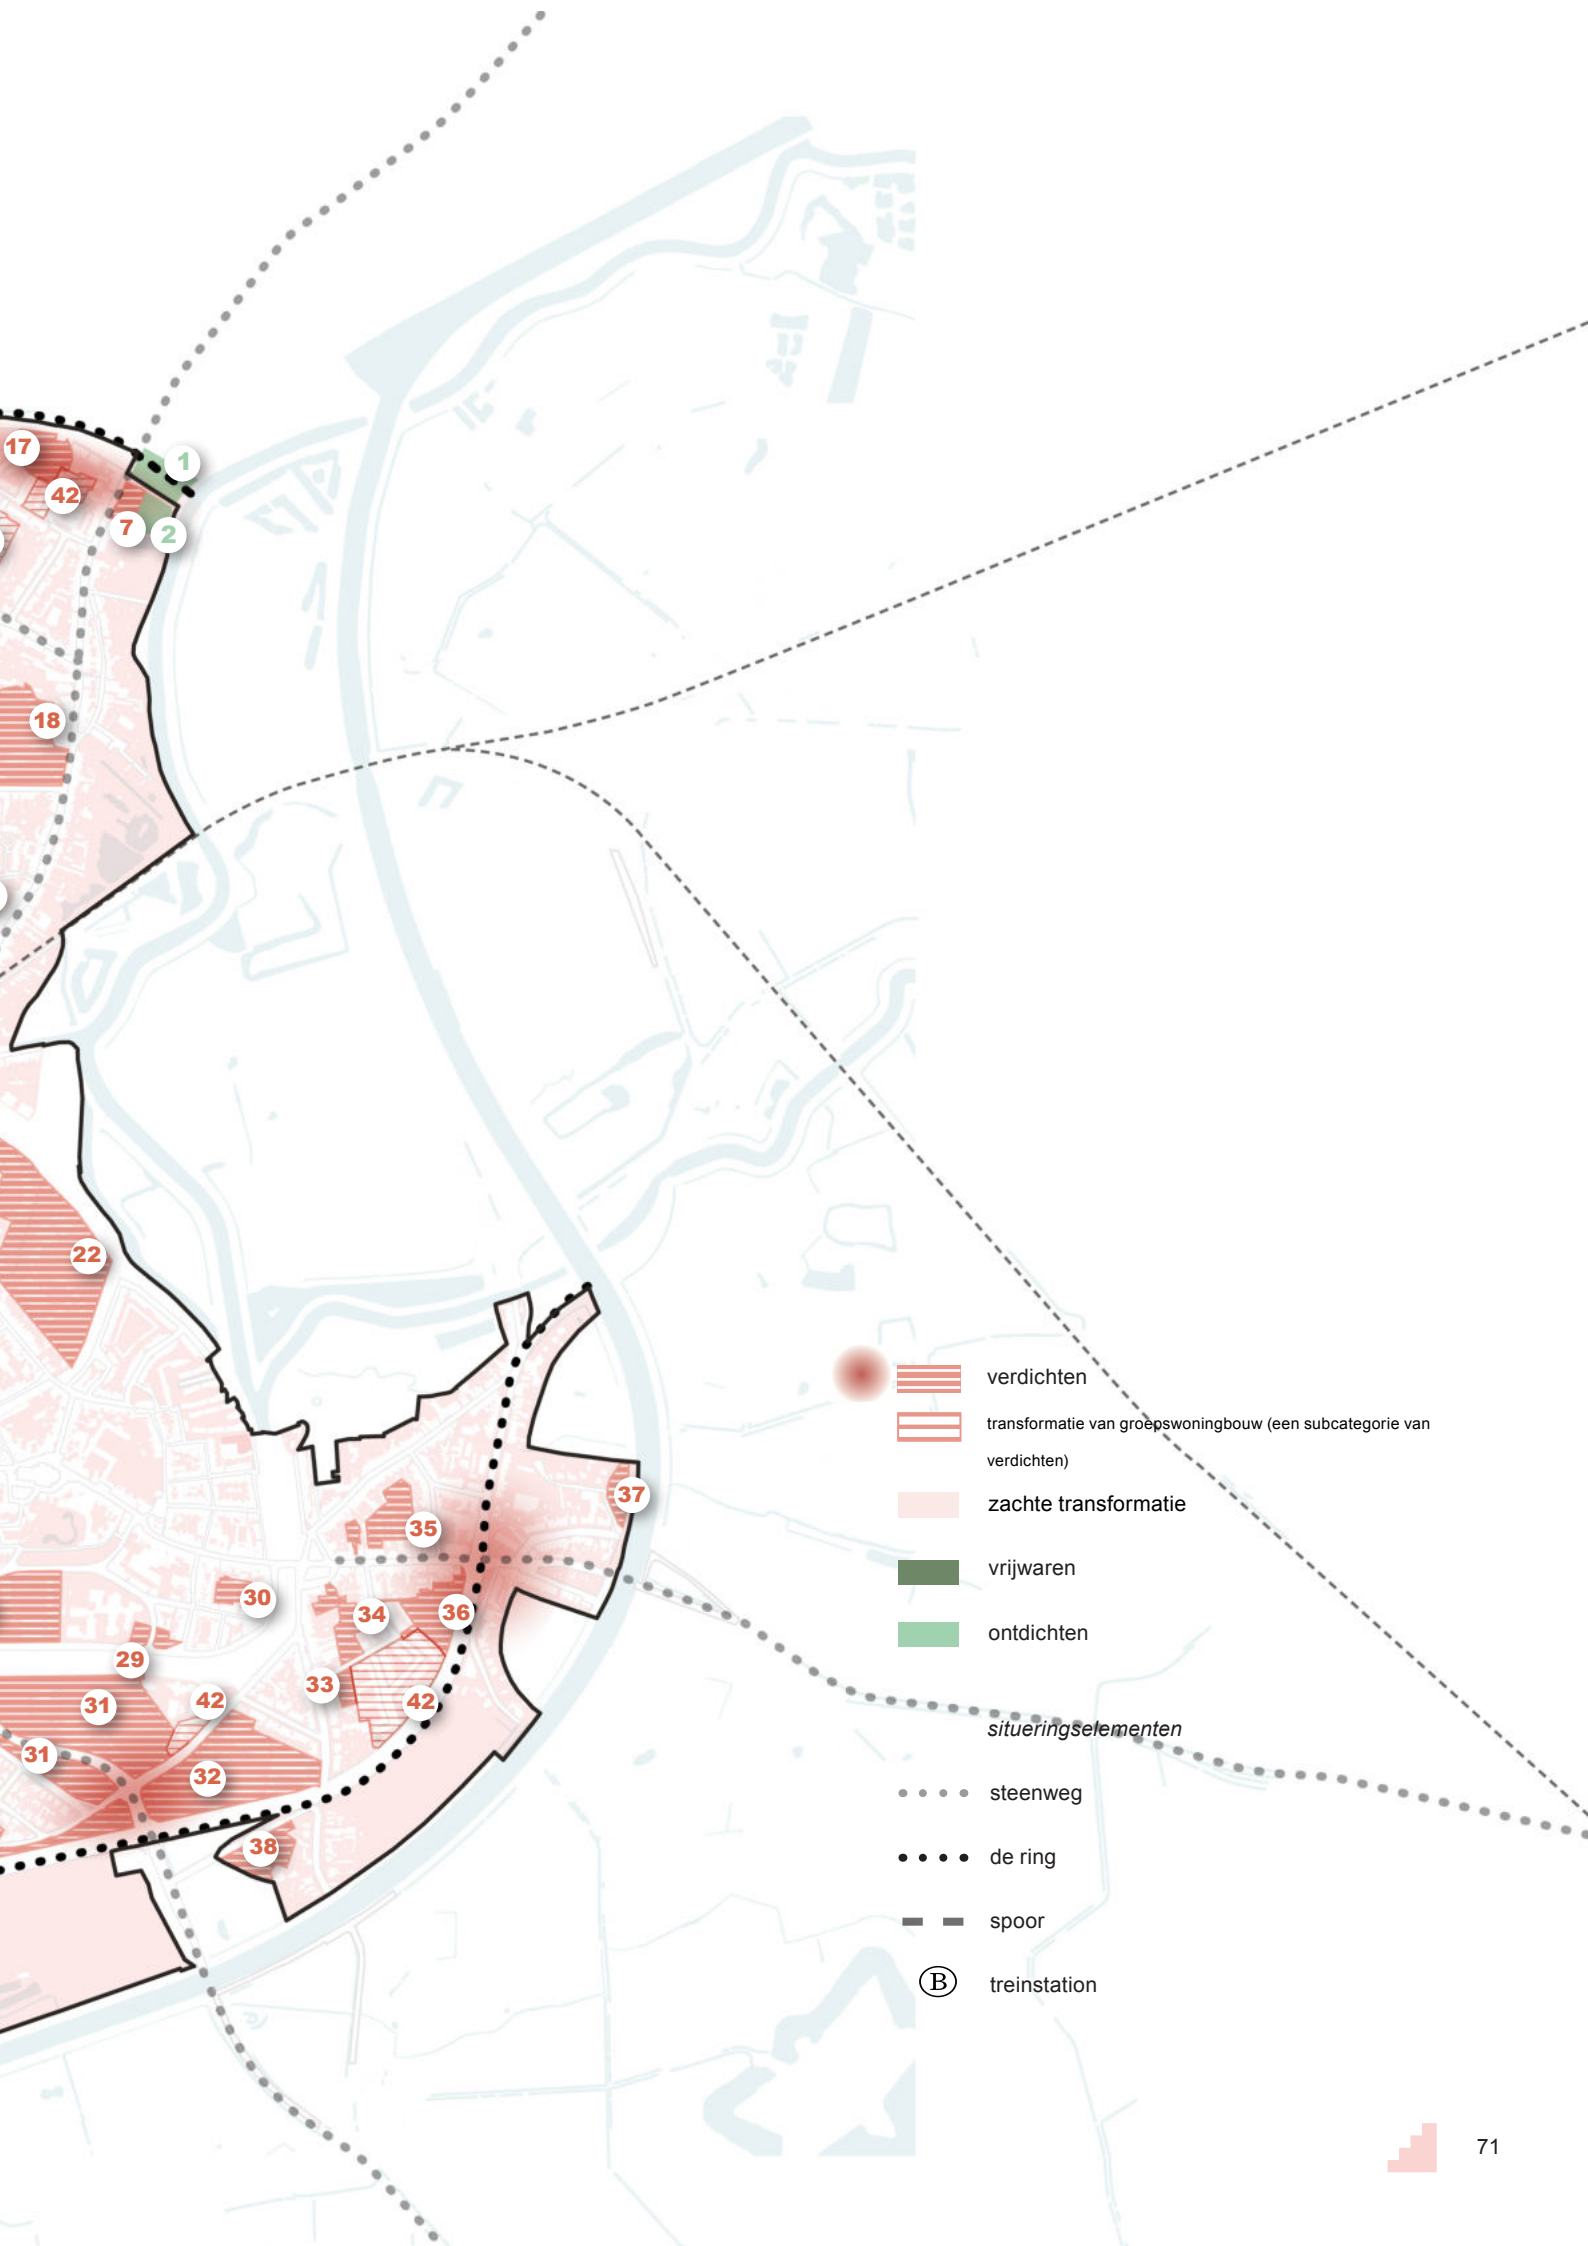 17
1
42
7
2
18
22
37
35
30
34
36
29
33
42
31
42
31
32
38
verdichten
transformatie van groepswoningbouw (een subcategorie van
verdichten)
zachte transformatie
vrijwaren
ontdichten
situeringselementen
steenweg
de ring
spoor
B treinstation
71